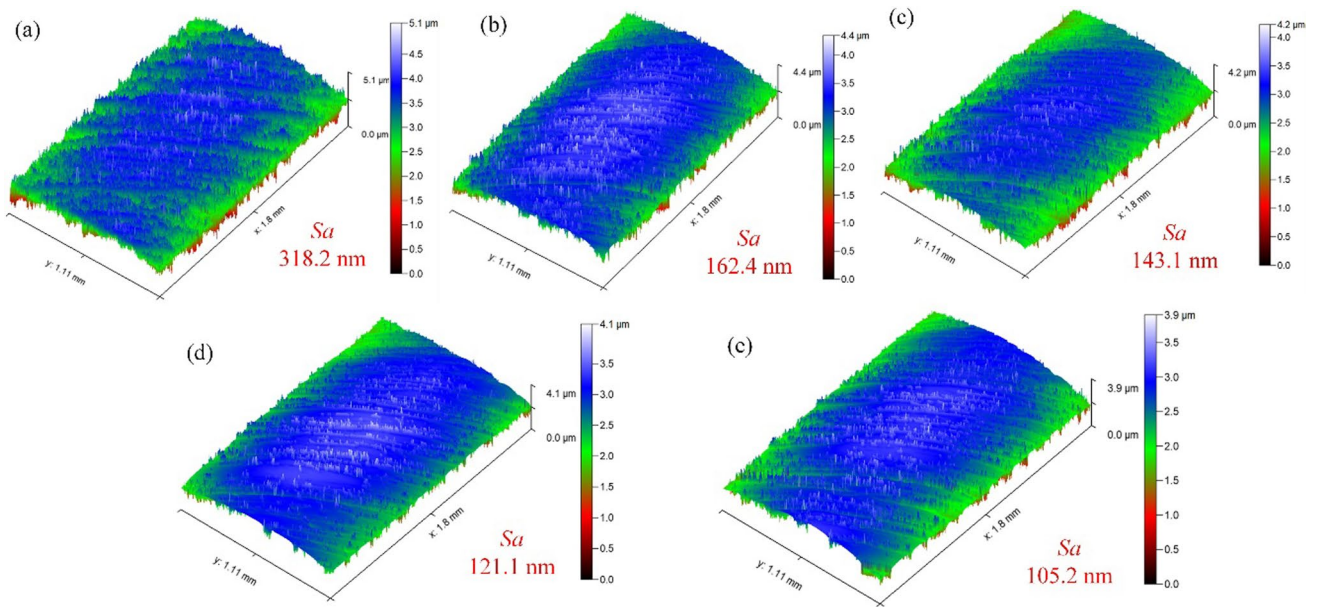 (a)
5.1 µm
0.0 µm
x: 1.8 mm
y: 1.11 mm
Sa
318.2 nm
5.1 µm
4.5
4.0
3.5
3.0
2.5
2.0
1.5
1.0
0.5
0.0
(b)
4.4 µm
0.0 µm
x: 1.8 mm
y: 1.11 mm
Sa
162.4 nm
4.4 µm
4.0
3.5
3.0
2.5
2.0
1.5
1.0
0.5
0.0
(c)
4.2 µm
0.0 µm
x: 1.8 mm
y: 1.11 mm
Sa
143.1 nm
4.2 µm
4.0
3.5
3.0
2.5
2.0
1.5
1.0
0.5
0.0
(d)
4.1 µm
0.0 µm
x: 1.8 mm
y: 1.11 mm
Sa
121.1 nm
4.1 µm
3.5
3.0
2.5
2.0
1.5
1.0
0.5
0.0
(c)
3.9 µm
0.0 µm
x: 1.8 mm
y: 1.11 mm
Sa
105.2 nm
3.9 µm
3.5
3.0
2.5
2.0
1.5
1.0
0.5
0.0